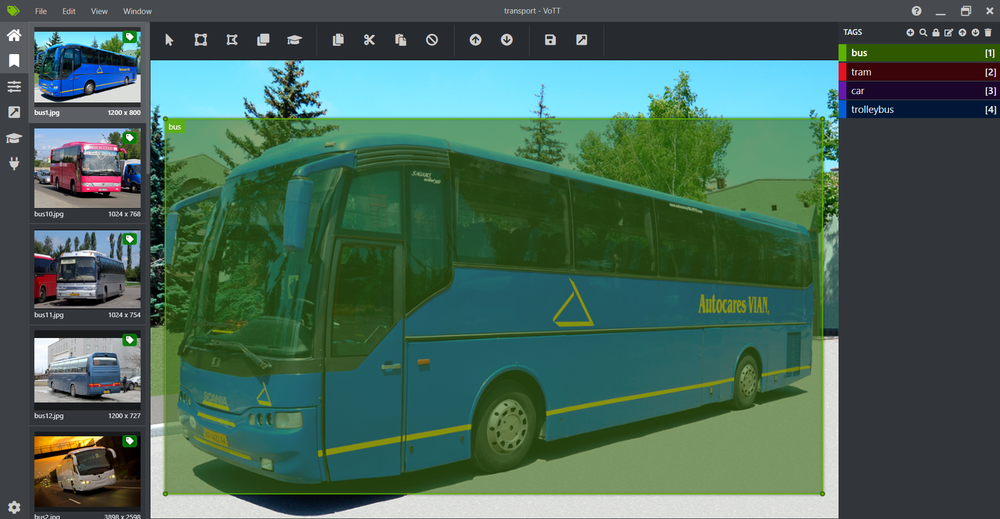 File Edit View Window
transport - VoTT
TAGS
bus [1]
tram [2]
car [3]
trolleybus [4]
bus1.jpg 1200 x 800
bus10.jpg 1024 x 768
bus11.jpg 1024 x 754
bus12.jpg 1200 x 727
bus2.jpg 3898 x 2598
bus
Autocares VIAN,
SCANIA